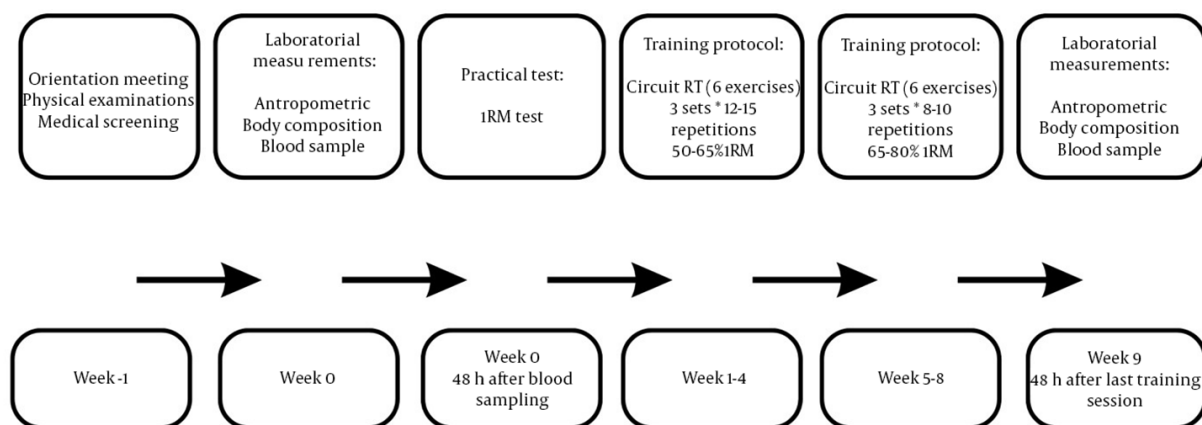 Orientation meeting
Physical examinations
Medical screening
Laboratorial
measu rements:
Antropometric
Body composition
Blood sample
Practical test:
1RM test
Training protocol:
Circuit RT (6 exercises)
3 sets * 12-15
repetitions
50-65%1RM
Training protocol:
Circuit RT (6 exercises)
3 sets * 8-10
repetitions
65-80% 1RM
Laboratorial
measurements:
Antropometric
Body composition
Blood sample
Week -1
Week 0
Week 0
48 h after blood
sampling
Week 1-4
Week 5-8
Week 9
48 h after last training
session